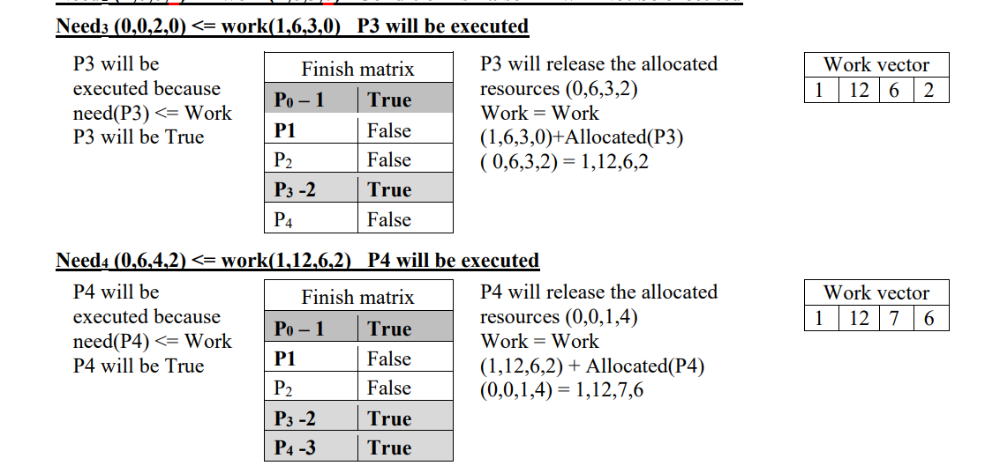 Need3 (0,0,2,0) <= work(1,6,3,0) P3 will be executed
P3 will be
executed because
need(P3) <= Work
P3 will be True
Finish matrix
P0 – 1 True
P1 False
P2 False
P3 -2 True
P4 False
P3 will release the allocated
resources (0,6,3,2)
Work = Work
(1,6,3,0)+Allocated(P3)
( 0,6,3,2) = 1,12,6,2
Work vector
1 12 6 2
Need4 (0,6,4,2) <= work(1,12,6,2) P4 will be executed
P4 will be
executed because
need(P4) <= Work
P4 will be True
Finish matrix
P0 – 1 True
P1 False
P2 False
P3 -2 True
P4 -3 True
P4 will release the allocated
resources (0,0,1,4)
Work = Work
(1,12,6,2) + Allocated(P4)
(0,0,1,4) = 1,12,7,6
Work vector
1 12 7 6